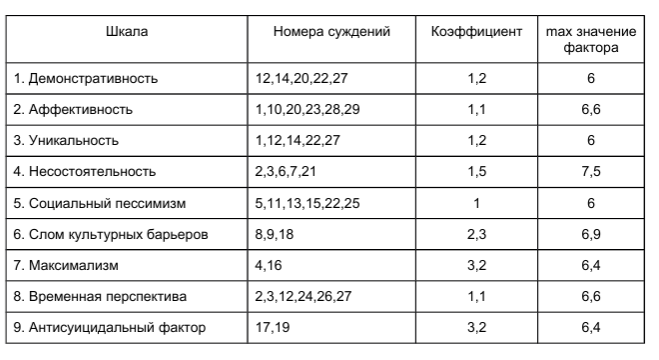 Шкала Номера суждений Коэффициент max значение
фактора
1. Демонстративность 12,14,20,22,27 1,2 6
2. Аффективность 1,10,20,23,28,29 1,1 6,6
3. Уникальность 1,12,14,22,27 1,2 6
4. Несостоятельность 2,3,6,7,21 1,5 7,5
5. Социальный пессимизм 5,11,13,15,22,25 1 6
6. Слом культурных барьеров 8,9,18 2,3 6,9
7. Максимализм 4,16 3,2 6,4
8. Временная перспектива 2,3,12,24,26,27 1,1 6,6
9. Антисуицидальный фактор 17,19 3,2 6,4